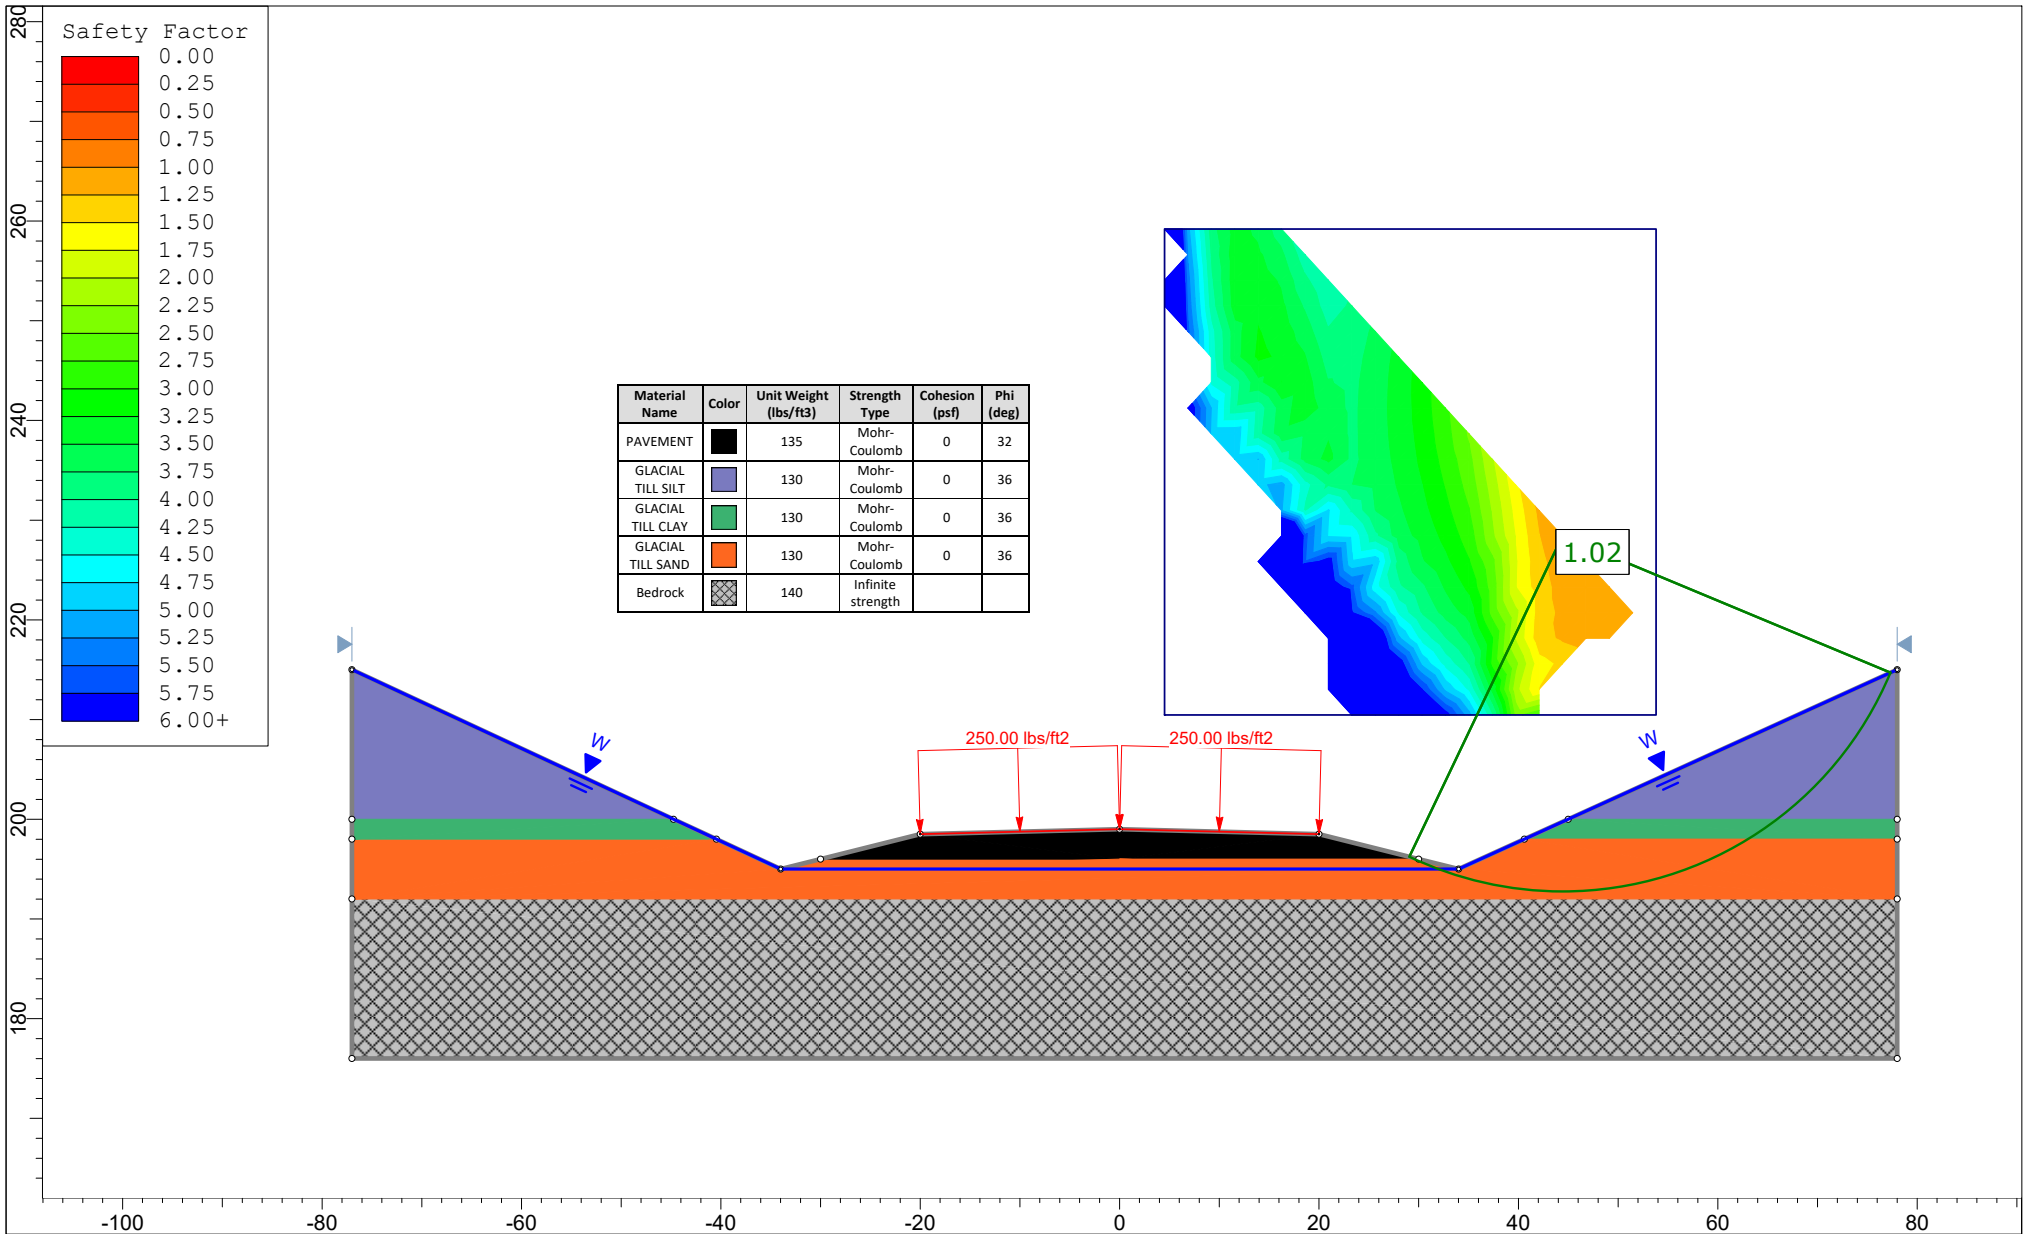 Safety Factor
0.00
0.25
0.50
0.75
1.00
1.25
1.50
1.75
2.00
2.25
2.50
2.75
3.00
3.25
3.50
3.75
4.00
4.25
4.50
4.75
5.00
5.25
5.50
5.75
6.00+
280
260
240
220
200
180
Material Name Color Unit Weight (lbs/ft3) Strength Type Cohesion (psf) Phi (deg)
PAVEMENT 135 Mohr-Coulomb 0 32
GLACIAL TILL SILT 130 Mohr-Coulomb 0 36
GLACIAL TILL CLAY 130 Mohr-Coulomb 0 36
GLACIAL TILL SAND 130 Mohr-Coulomb 0 36
Bedrock 140 Infinite strength
1.02
W
250.00 lbs/ft2
250.00 lbs/ft2
W
-100 -80 -60 -40 -20 0 20 40 60 80